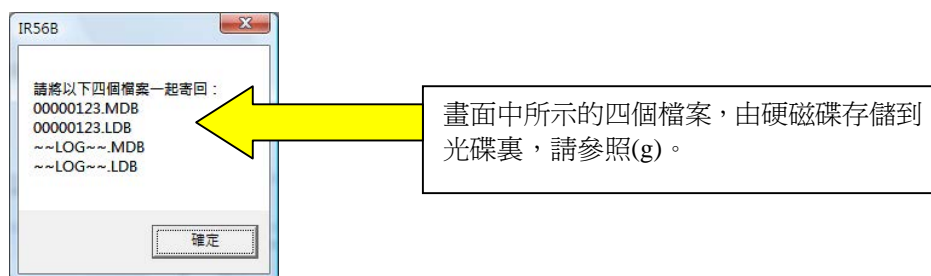 IR56B
請將以下四個檔案一起寄回：
00000123.MDB
00000123.LDB
~~LOG~~.MDB
~~LOG~~.LDB
確定
畫面中所示的四個檔案，由硬磁碟存儲到
光碟裏，請參照(g)。